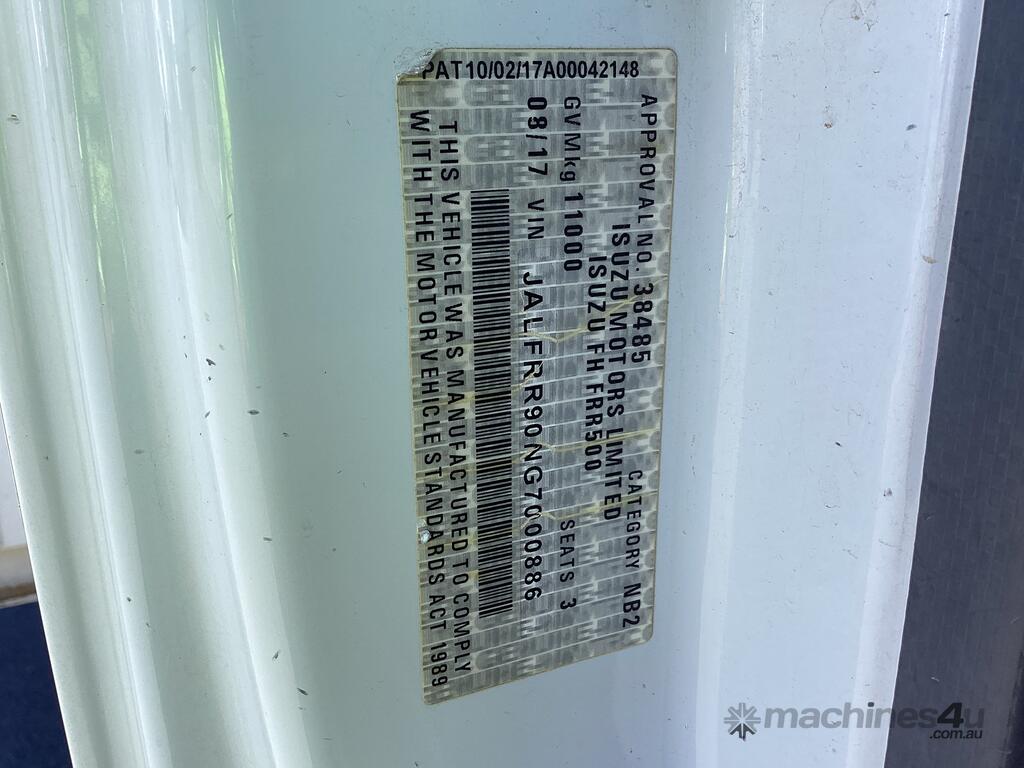 PAT10/02/17A00042148
APPROVAL NO. 38485 CATEGORY NB2
ISUZU MOTORS LIMITED
ISUZU FH FRR500
GVMkg 11000 SEATS 3
08/17 VIN JALFRR90NG7000886
THIS VEHICLE WAS MANUFACTURED TO COMPLY
WITH THE MOTOR VEHICLE STANDARDS ACT 1989
machines4u
.com.au